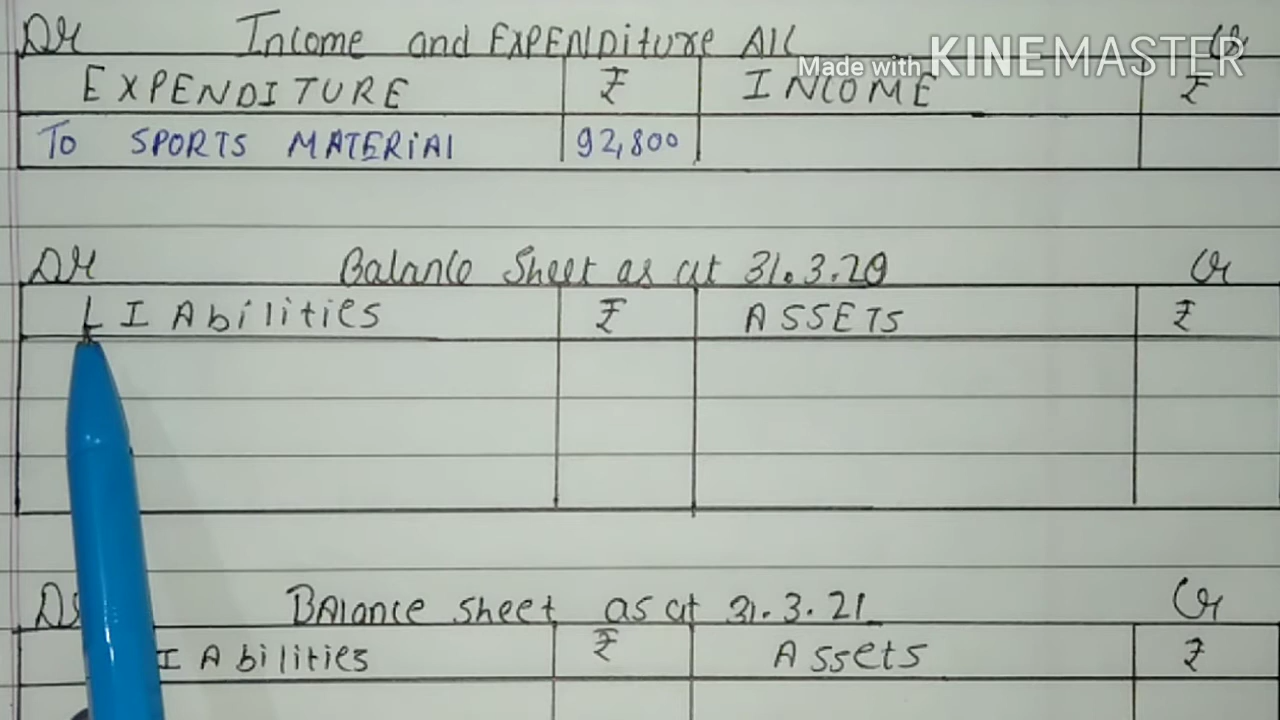 Dr Income and EXPENDiture A/C Cr
Made with KINEMASTER
EXPENDITURE ₹ INCOME ₹
To SPORTS MATERiAl 92,800
Dr Balance Sheet as at 31.3.20 Cr
LIAbilities ₹ ASSETS ₹
BAlance sheet as at 31.3.21 Cr
IAbilities ₹ Assets ₹